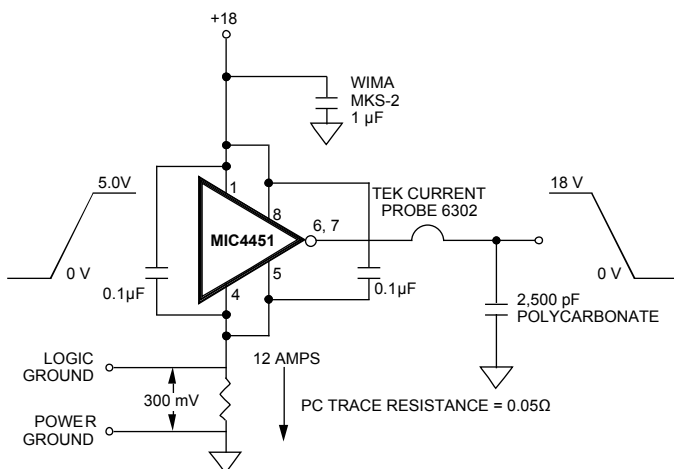 +18
WIMA
MKS-2
1 µF
5.0V
0 V
0.1µF
1
8
MIC4451
6, 7
5
4
0.1µF
TEK CURRENT
PROBE 6302
18 V
0 V
2,500 pF
POLYCARBONATE
LOGIC
GROUND
300 mV
POWER
GROUND
12 AMPS
PC TRACE RESISTANCE = 0.05Ω